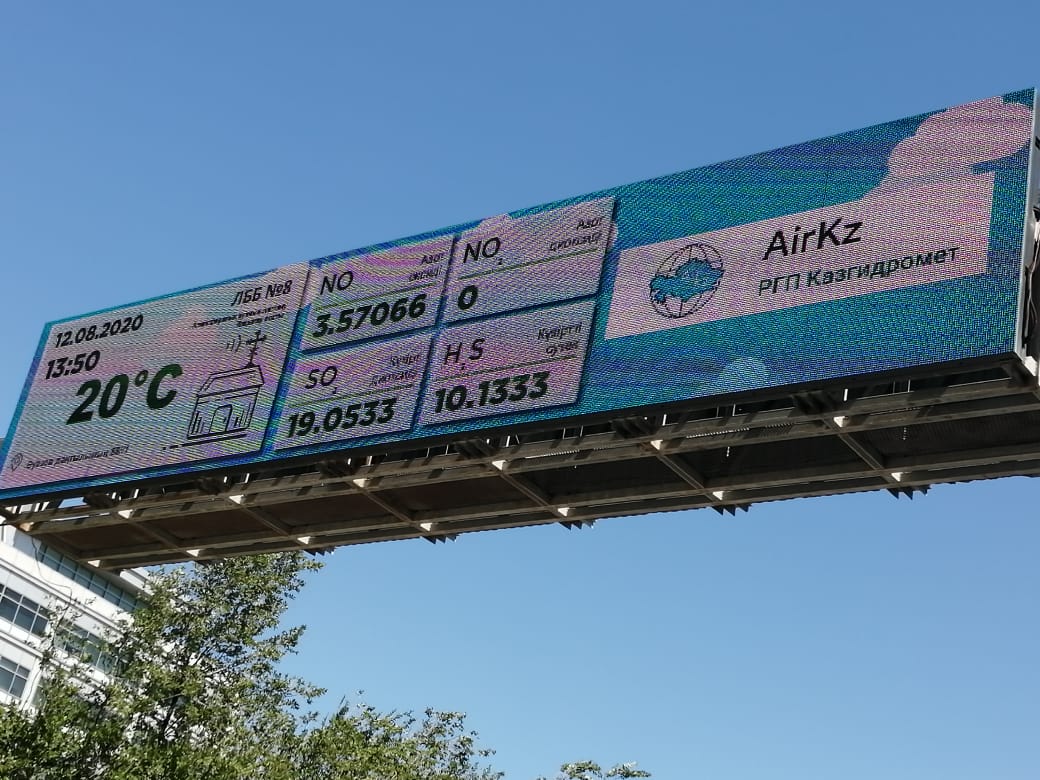 12.08.2020
ЛББ №8
13:50
20°C
NO
Азот
оксиді
3.57066
NO₂
Азот
диоксиді
0
SO₂
Күкірт
диоксиді
19.0533
H₂S
Күкіртті
сутек
10.1333
AirKz
РГП Казгидромет